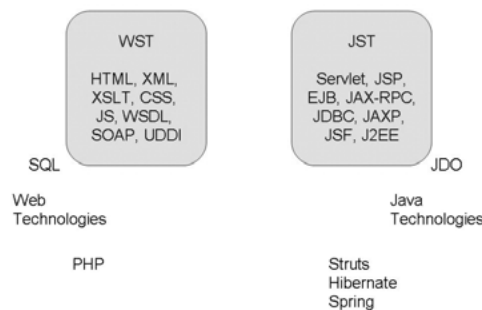 WST
HTML, XML,
XSLT, CSS,
JS, WSDL,
SOAP, UDDI
JST
Servlet, JSP,
EJB, JAX-RPC,
JDBC, JAXP,
JSF, J2EE
SQL
JDO
Web
Technologies
Java
Technologies
PHP
Struts
Hibernate
Spring